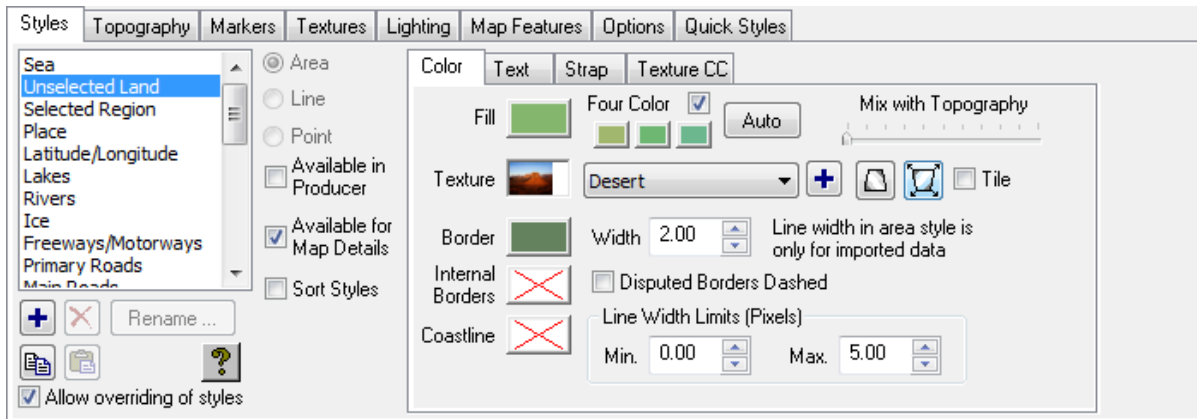 Styles Topography Markers Textures Lighting Map Features Options Quick Styles
Sea
Unselected Land
Selected Region
Place
Latitude/Longitude
Lakes
Rivers
Ice
Freeways/Motorways
Primary Roads
Main Roads
Rename ...
Allow overriding of styles
Area
Line
Point
Available in
Producer
Available for
Map Details
Sort Styles
Color Text Strap Texture CC
Fill Four Color Auto Mix with Topography
Texture Desert Tile
Border Width 2.00 Line width in area style is
only for imported data
Internal
Borders Disputed Borders Dashed
Coastline Line Width Limits (Pixels)
Min. 0.00 Max. 5.00